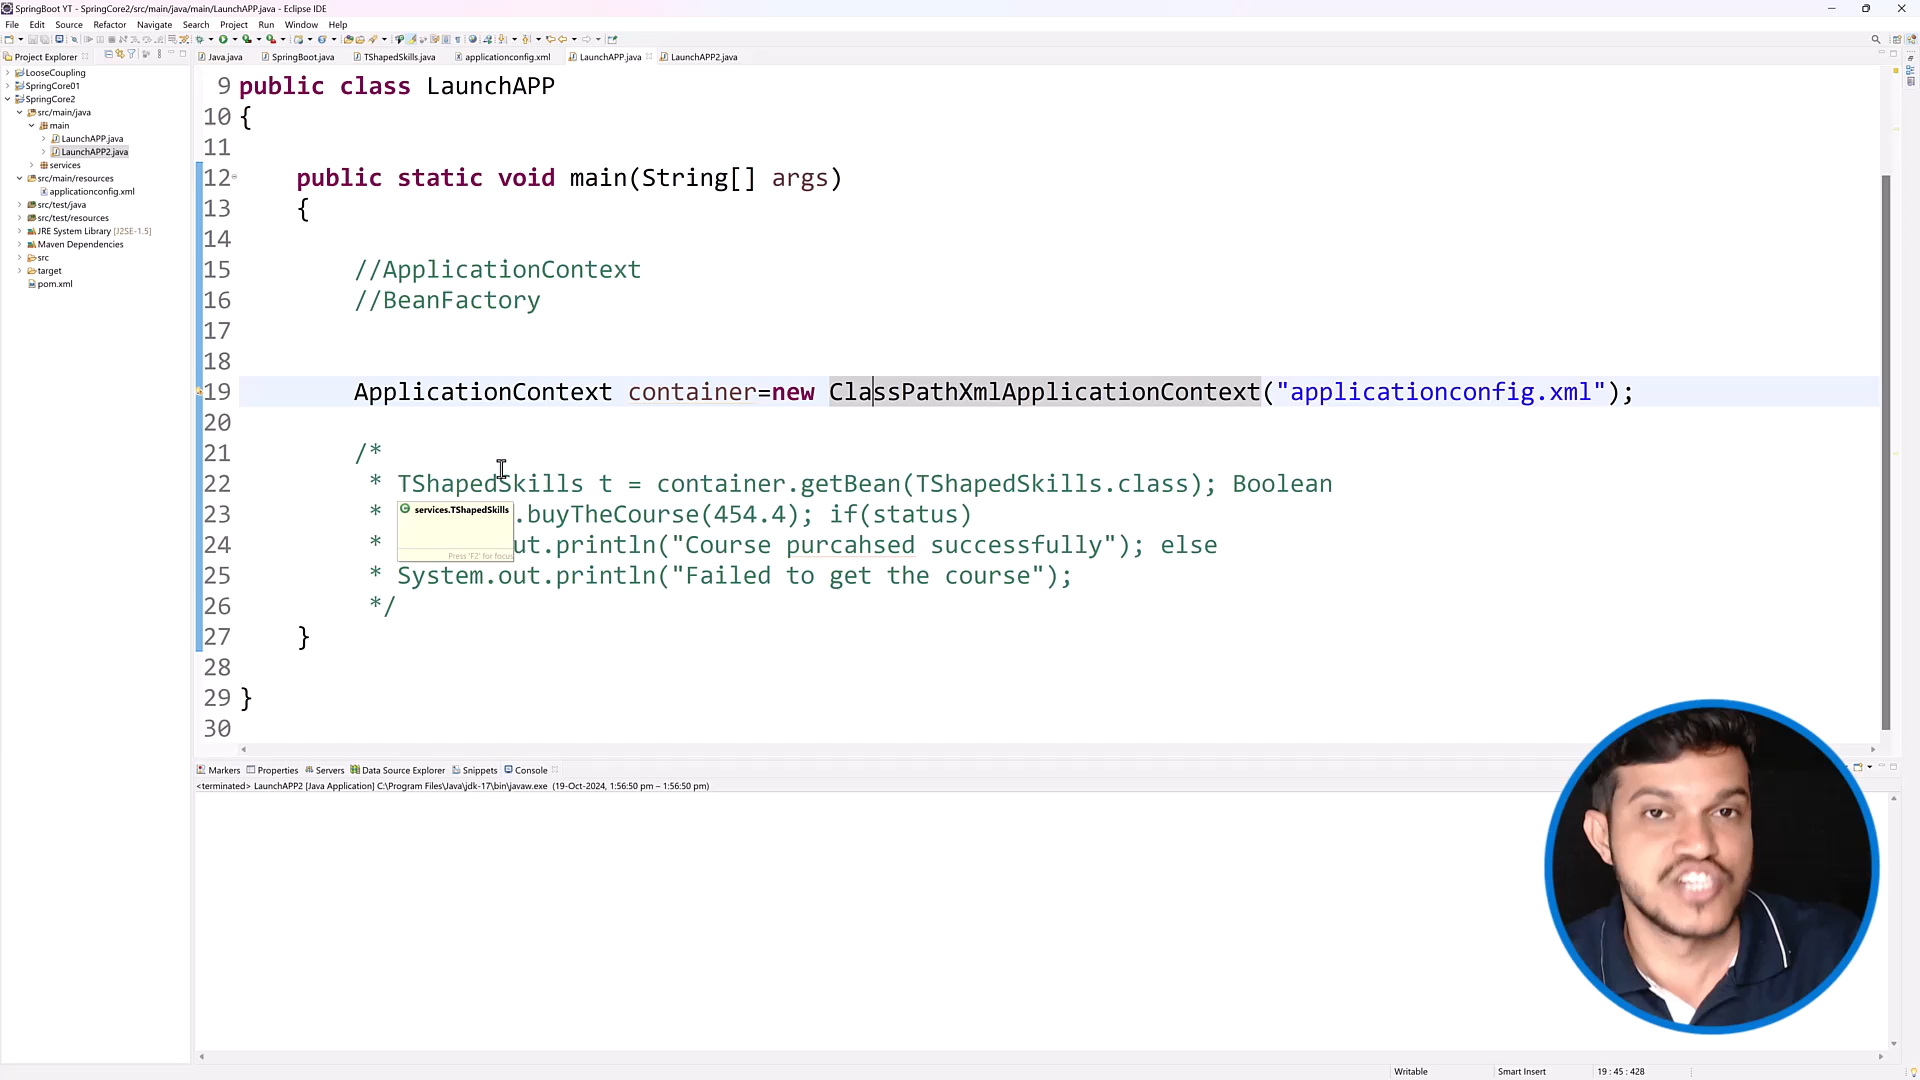 SpringBoot YT - SpringCore2/src/main/java/main/LaunchAPP.java - Eclipse IDE
File Edit Source Refactor Navigate Search Project Run Window Help
Project Explorer
LooseCoupling
SpringCore01
SpringCore2
src/main/java
main
LaunchAPP.java
LaunchAPP2.java
services
src/main/resources
applicationconfig.xml
src/test/java
src/test/resources
JRE System Library [J2SE-1.5]
Maven Dependencies
src
target
pom.xml
Java.java SpringBoot.java TShapedSkills.java applicationconfig.xml LaunchAPP.java LaunchAPP2.java
9 public class LaunchAPP
10 {
11
12 public static void main(String[] args)
13 {
14
15 //ApplicationContext
16 //BeanFactory
17
18
19 ApplicationContext container=new ClassPathXmlApplicationContext("applicationconfig.xml");
20
21 /*
22 * TShapedSkills t = container.getBean(TShapedSkills.class); Boolean
23 * .buyTheCourse(454.4); if(status)
24 * ut.println("Course purcahsed successfully"); else
25 * System.out.println("Failed to get the course");
26 */
27 }
28
29 }
30
services.TShapedSkills
Press 'F2' for focus
Markers Properties Servers Data Source Explorer Snippets Console
<terminated> LaunchAPP2 [Java Application] C:\Program Files\Java\jdk-17\bin\javaw.exe (19-Oct-2024, 1:56:50 pm – 1:56:50 pm)
Writable Smart Insert 19 : 45 : 428